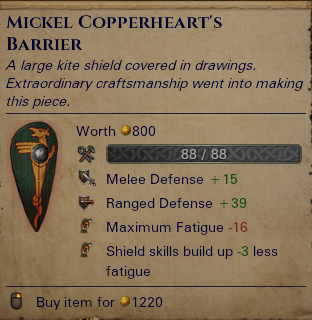 Mickel Copperheart's
Barrier
A large kite shield covered in drawings.
Extraordinary craftsmanship went into making
this piece.
Worth 800
88 / 88
Melee Defense +15
Ranged Defense +39
Maximum Fatigue -16
Shield skills build up -3 less
fatigue
Buy item for 1220